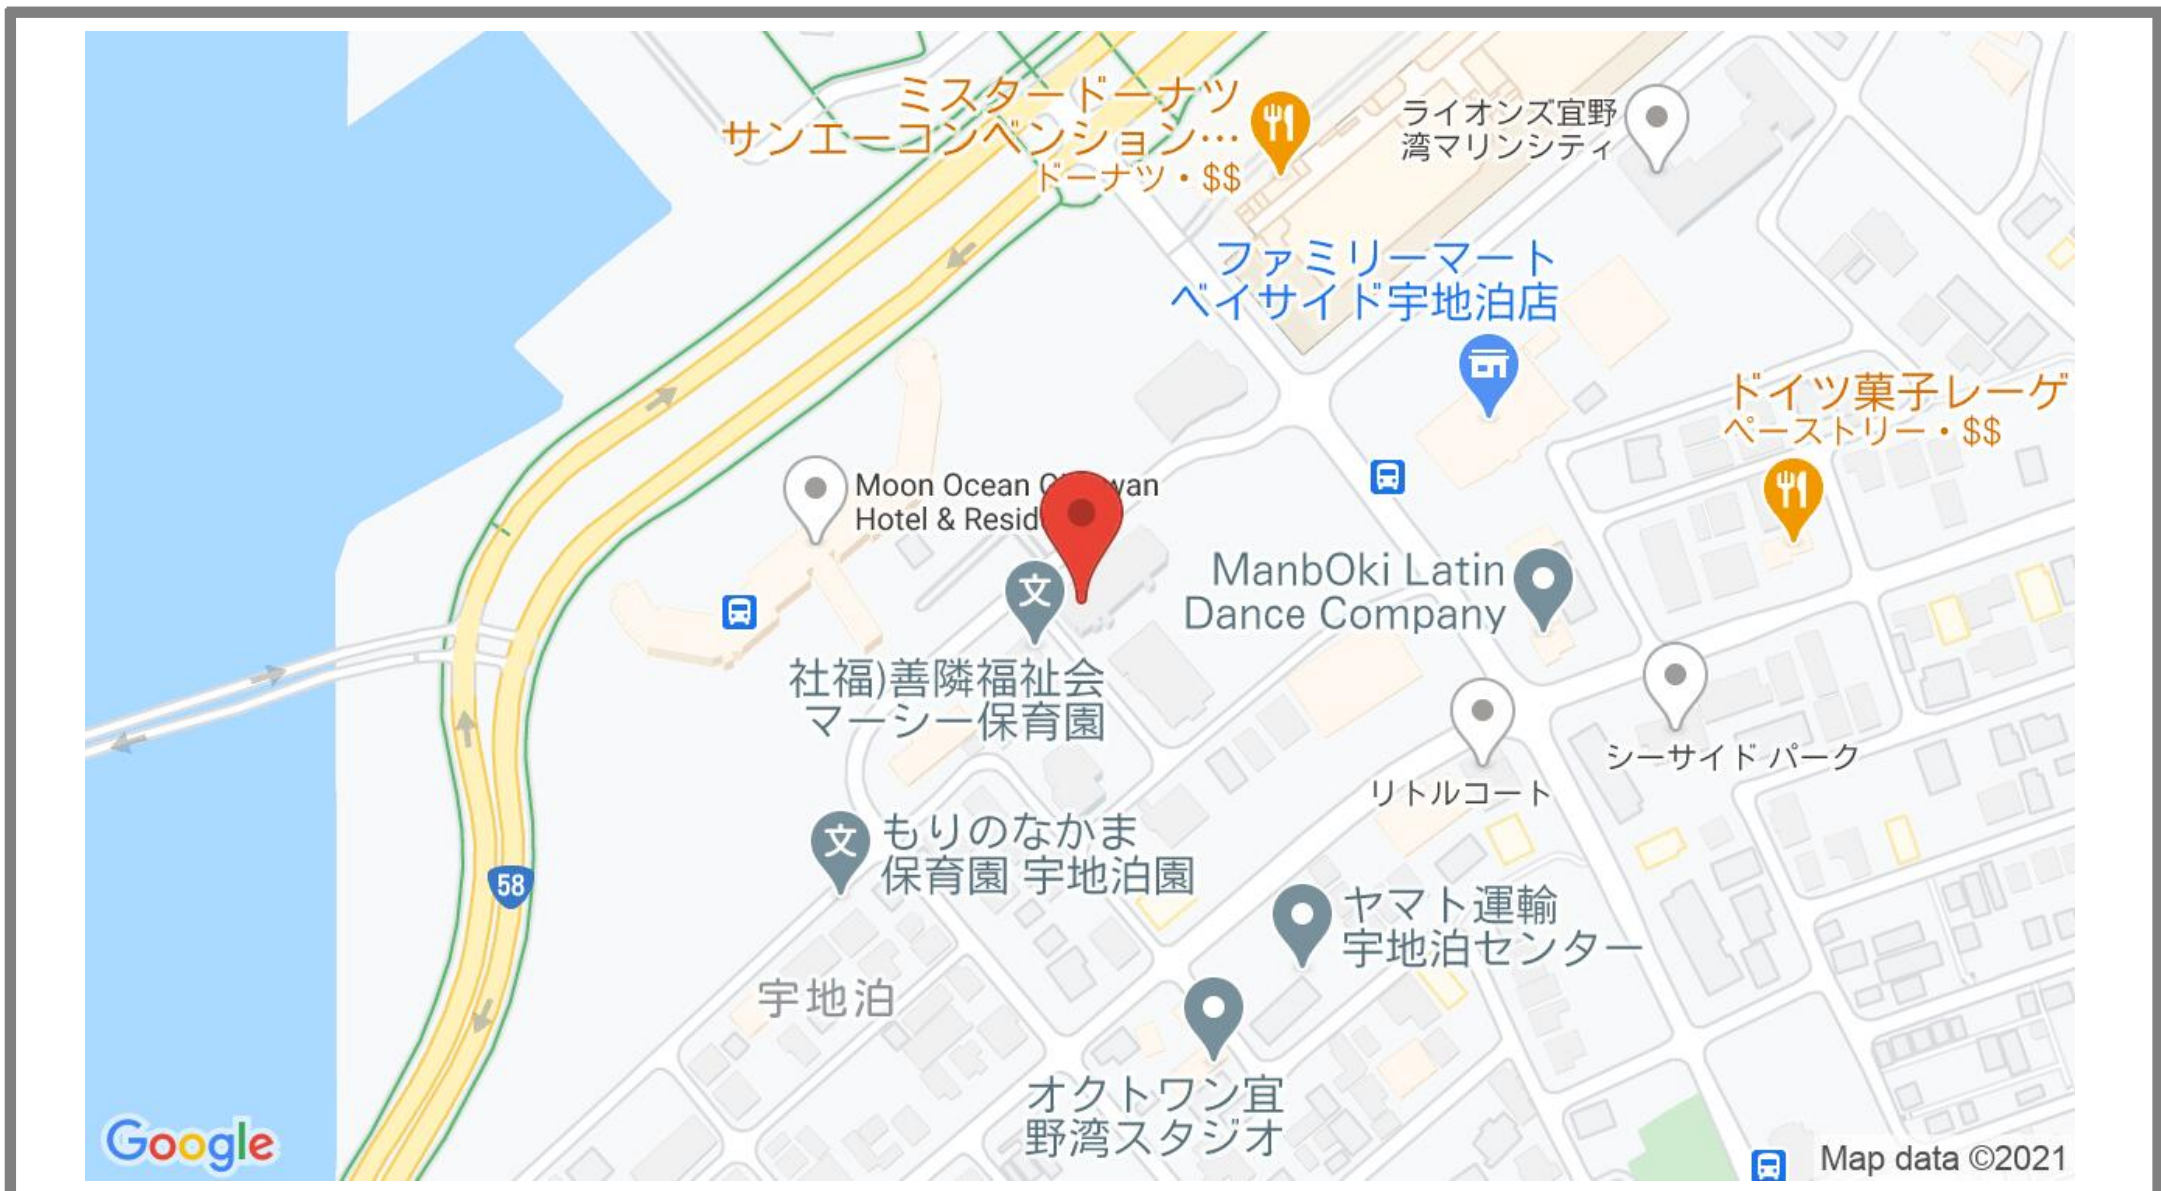 ミスタードーナツ
サンエーコンベンション…
ドーナツ・$$
ライオンズ宜野
湾マリンシティ
ファミリーマート
ベイサイド宇地泊店
ドイツ菓子レーゲ
ペーストリー・$$
Moon Ocean
Hotel &
ManbOki Latin
Dance Company
文
社福)善隣福祉会
マーシー保育園
シーサイド パーク
リトルコート
文
もりのなかま
保育園 宇地泊園
58
ヤマト運輸
宇地泊センター
宇地泊
オクトワン宜
野湾スタジオ
Google
Map data ©2021